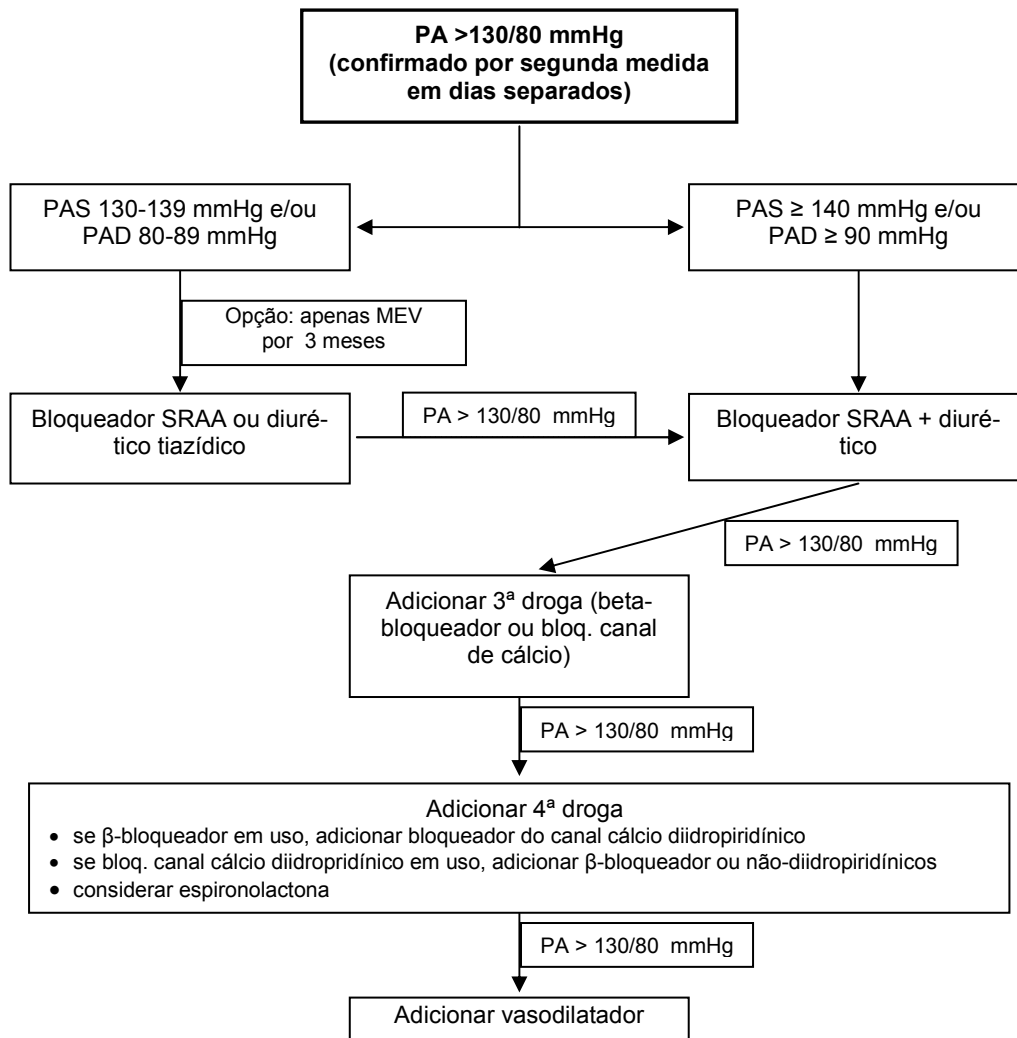 PA >130/80 mmHg
(confirmado por segunda medida
em dias separados)
PAS 130-139 mmHg e/ou
PAD 80-89 mmHg
PAS ≥ 140 mmHg e/ou
PAD ≥ 90 mmHg
Opção: apenas MEV
por 3 meses
Bloqueador SRAA ou diuré-
tico tiazídico
PA > 130/80 mmHg
Bloqueador SRAA + diuré-
tico
PA > 130/80 mmHg
Adicionar 3ª droga (beta-
bloqueador ou bloq. canal
de cálcio)
PA > 130/80 mmHg
Adicionar 4ª droga
• se β-bloqueador em uso, adicionar bloqueador do canal cálcio diidropiridínico
• se bloq. canal cálcio diidropridínico em uso, adicionar β-bloqueador ou não-diidropiridínicos
• considerar espironolactona
PA > 130/80 mmHg
Adicionar vasodilatador